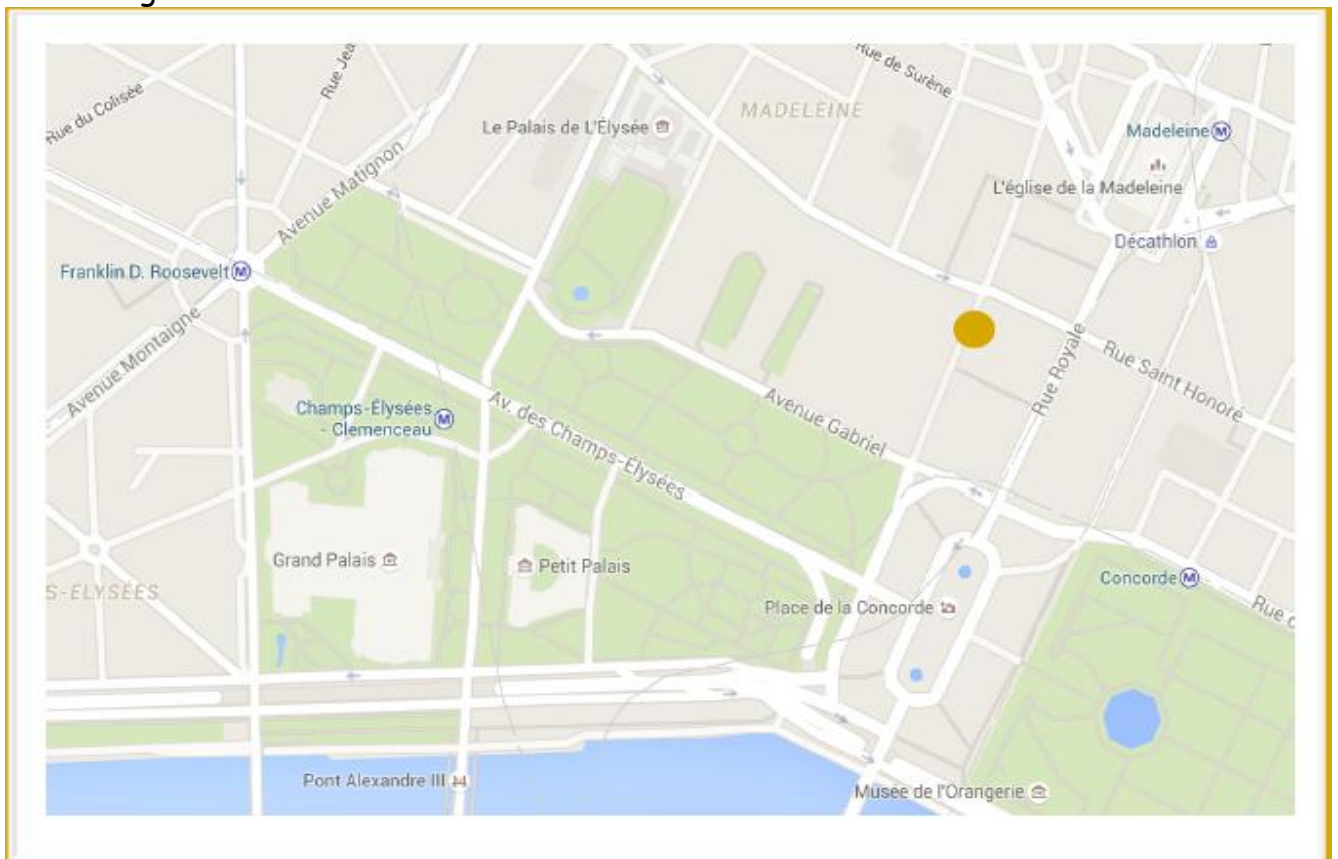 Rue du Colisée
Rue Jea
Rue de Surène
MADELEINE
Le Palais de L'Élysée
Madeleine M
L'église de la Madeleine
Avenue Matignon
Décathlon
Franklin D. Roosevelt M
Avenue Montaigne
Rue Royale
Rue Saint Honoré
Champs-Élysées
- Clemenceau M
Av. des Champs-Élysées
Avenue Gabriel
Grand Palais
Petit Palais
S-ELYSÉES
Concorde M
Place de la Concorde
Rue d
Pont Alexandre III
Musée de l'Orangerie